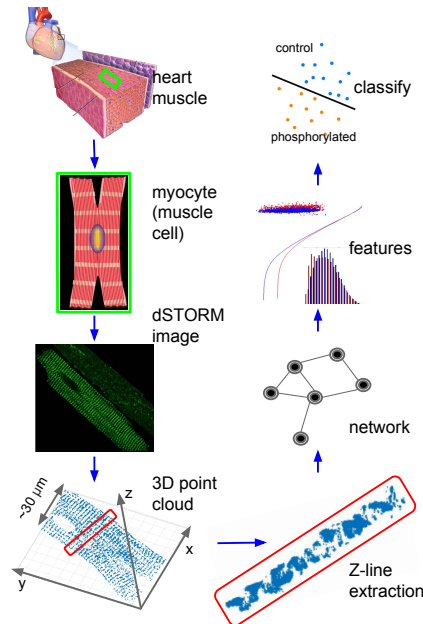 heart
muscle
myocyte
(muscle
cell)
dSTORM
image
3D point
cloud
~30 μm
z
x
y
Z-line
extraction
network
features
control
classify
phosphorylated